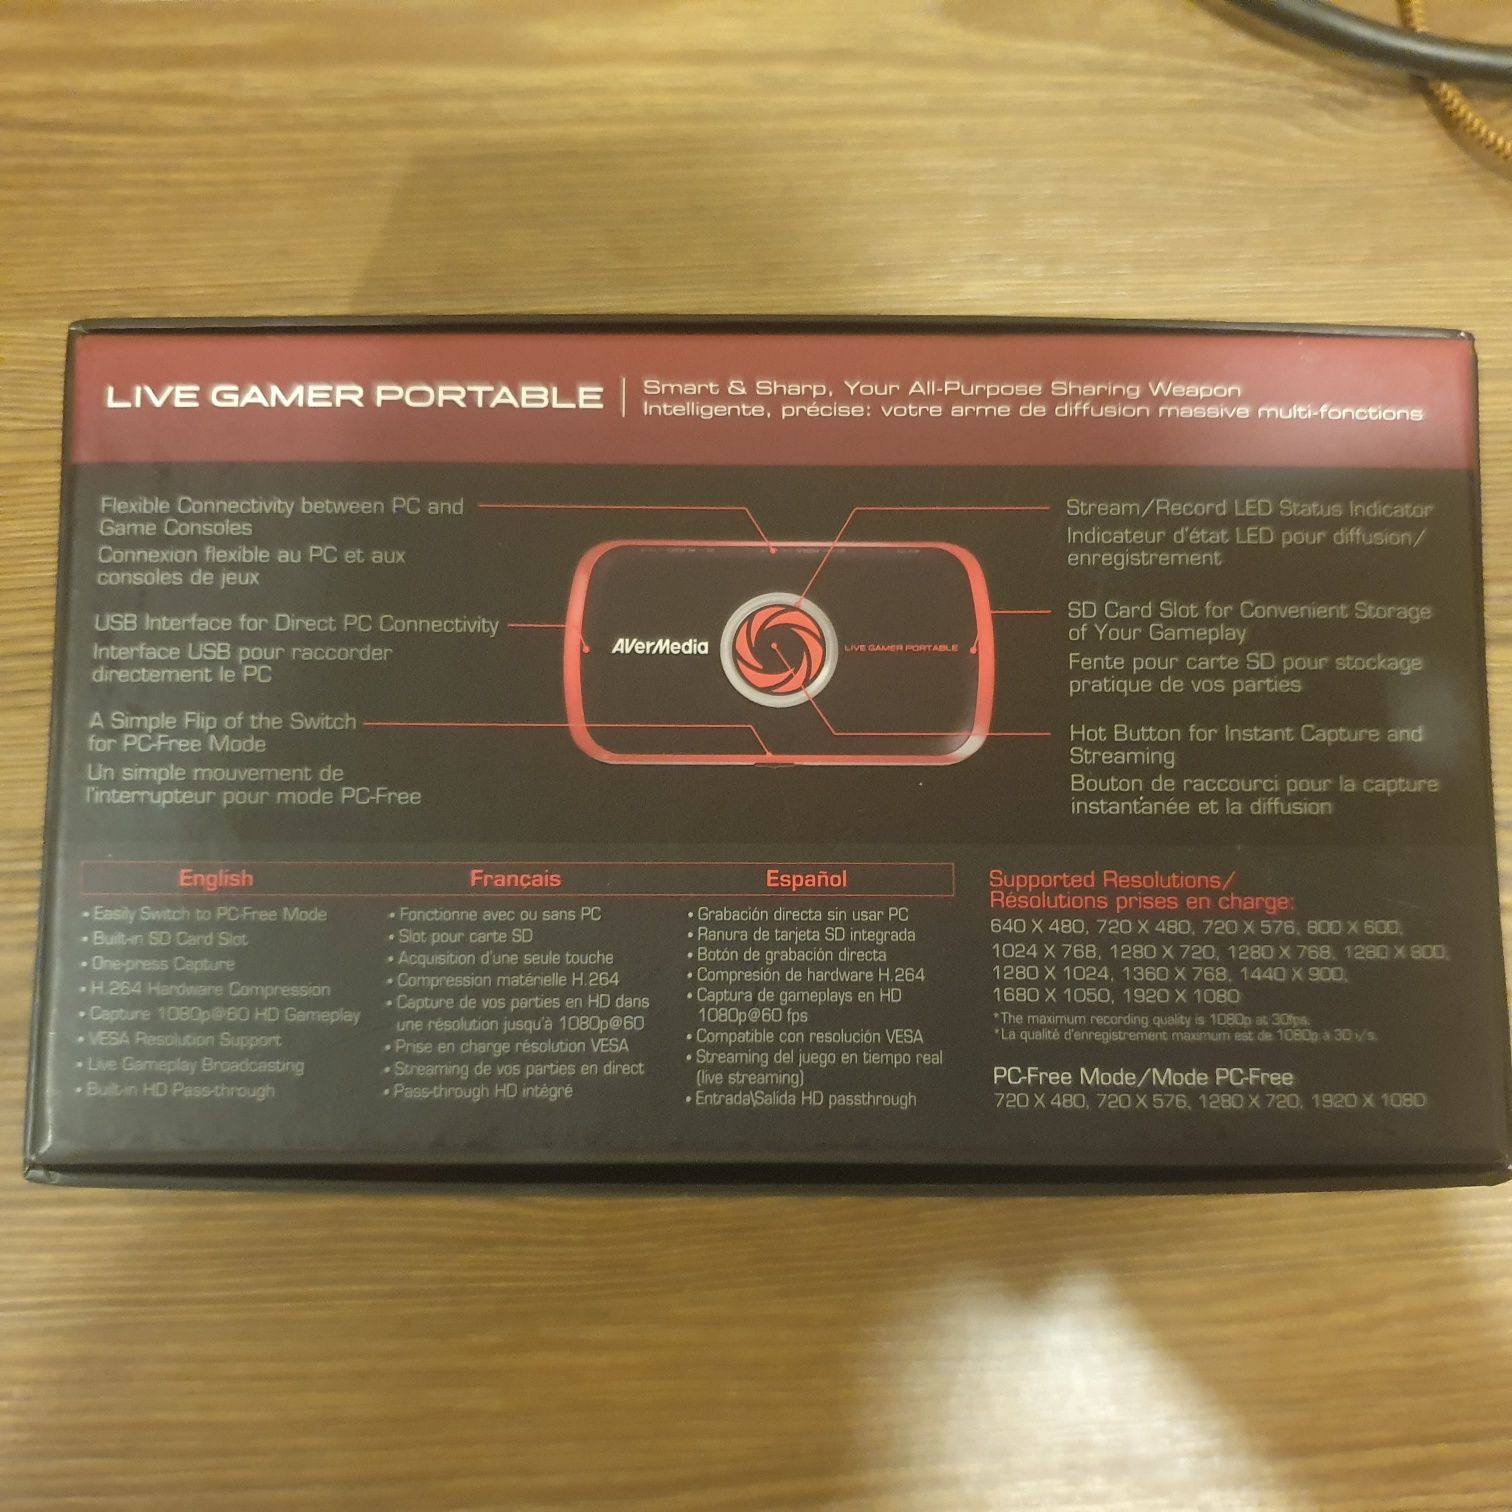 LIVE GAMER PORTABLE
Smart & Sharp, Your All-Purpose Sharing Weapon
Intelligente, précise: votre arme de diffusion massive multi-fonctions
Flexible Connectivity between PC and
Game Consoles
Connexion flexible au PC et aux
consoles de jeux
USB Interface for Direct PC Connectivity
Interface USB pour raccorder
directement le PC
A Simple Flip of the Switch
for PC-Free Mode
Un simple mouvement de
l'interrupteur pour mode PC-Free
AVerMedia
LIVE GAMER PORTABLE
Stream/Record LED Status Indicator
Indicateur d'état LED pour diffusion/
enregistrement
SD Card Slot for Convenient Storage
of Your Gameplay
Fente pour carte SD pour stockage
pratique de vos parties
Hot Button for Instant Capture and
Streaming
Bouton de raccourci pour la capture
instantanée et la diffusion
English
• Easily Switch to PC-Free Mode
• Built-in SD Card Slot
• One-press Capture
• H.264 Hardware Compression
• Capture 1080p@60 HD Gameplay
• VESA Resolution Support
• Live Gameplay Broadcasting
• Built-in HD Pass-through
Français
• Fonctionne avec ou sans PC
• Slot pour carte SD
• Acquisition d'une seule touche
• Compression matérielle H.264
• Capture de vos parties en HD dans
une résolution jusqu'à 1080p@60
• Prise en charge résolution VESA
• Streaming de vos parties en direct
• Pass-through HD intégré
Español
• Grabación directa sin usar PC
• Ranura de tarjeta SD integrada
• Botón de grabación directa
• Compresión de hardware H.264
• Captura de gameplays en HD
1080p@60 fps
• Compatible con resolución VESA
• Streaming del juego en tiempo real
(live streaming)
• Entrada\Salida HD passthrough
Supported Resolutions/
Résolutions prises en charge:
640 X 480, 720 X 480, 720 X 576, 800 X 600,
1024 X 768, 1280 X 720, 1280 X 768, 1280 X 800,
1280 X 1024, 1360 X 768, 1440 X 900,
1680 X 1050, 1920 X 1080
*The maximum recording quality is 1080p at 30fps.
*La qualité d'enregistrement maximum est de 1080p à 30 i/s.
PC-Free Mode/Mode PC-Free
720 X 480, 720 X 576, 1280 X 720, 1920 X 1080